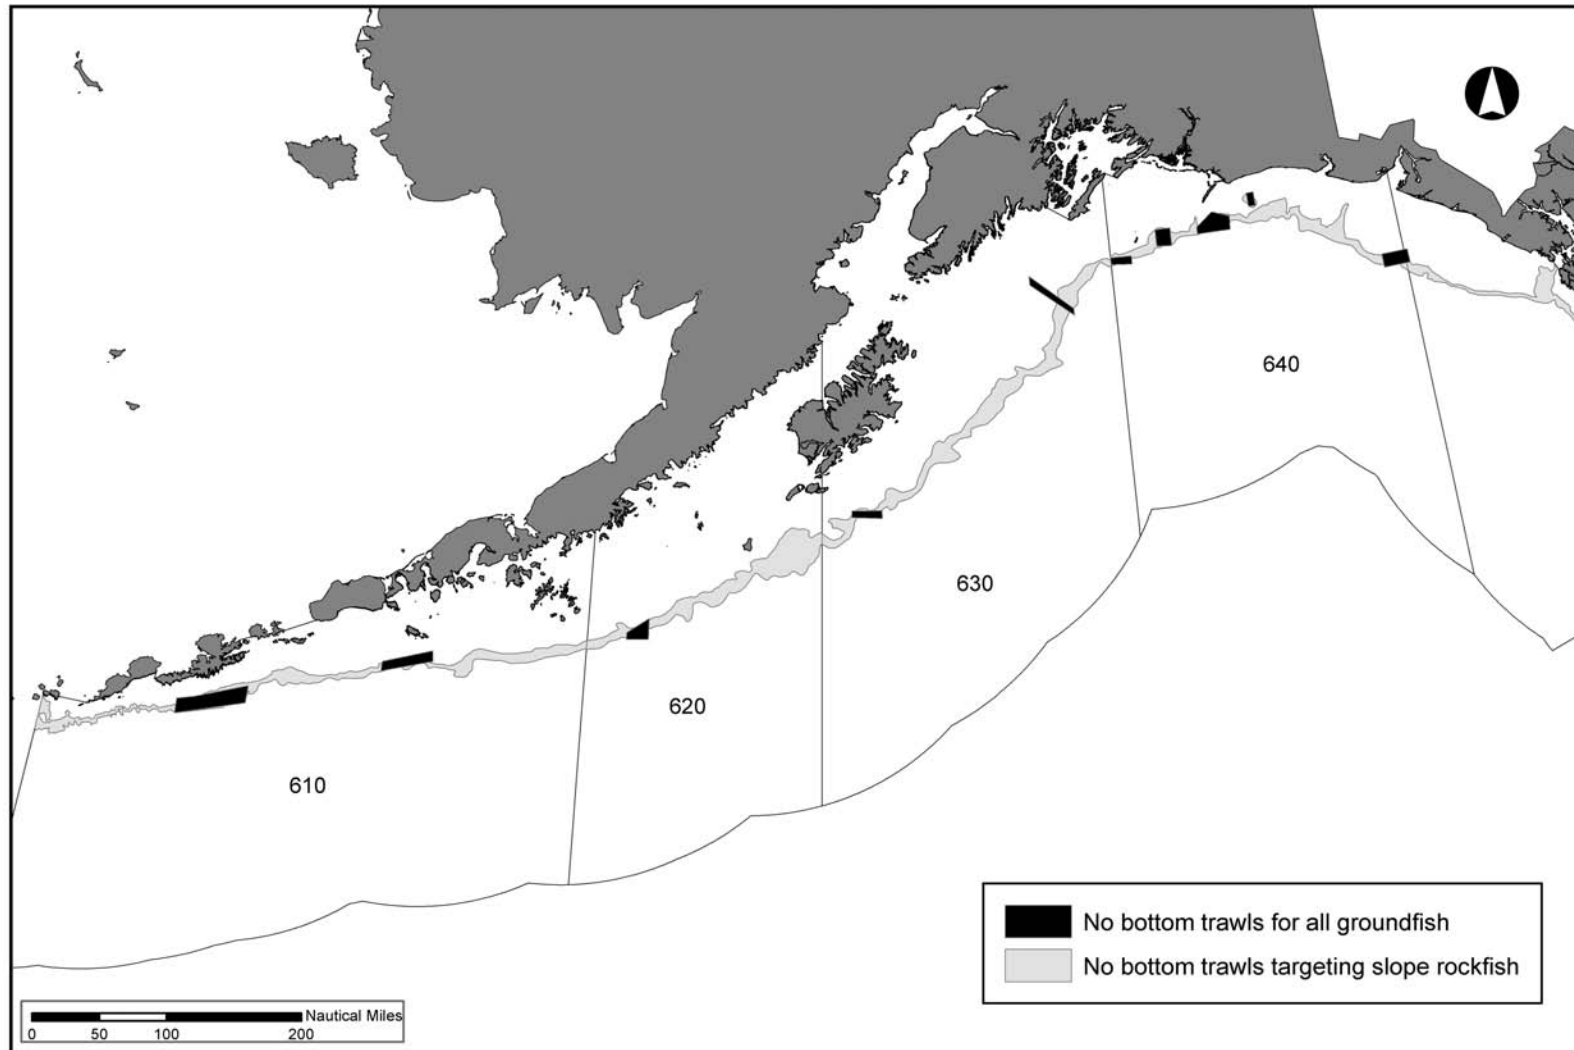 640
630
620
610
No bottom trawls for all groundfish
No bottom trawls targeting slope rockfish
Nautical Miles
0 50 100 200